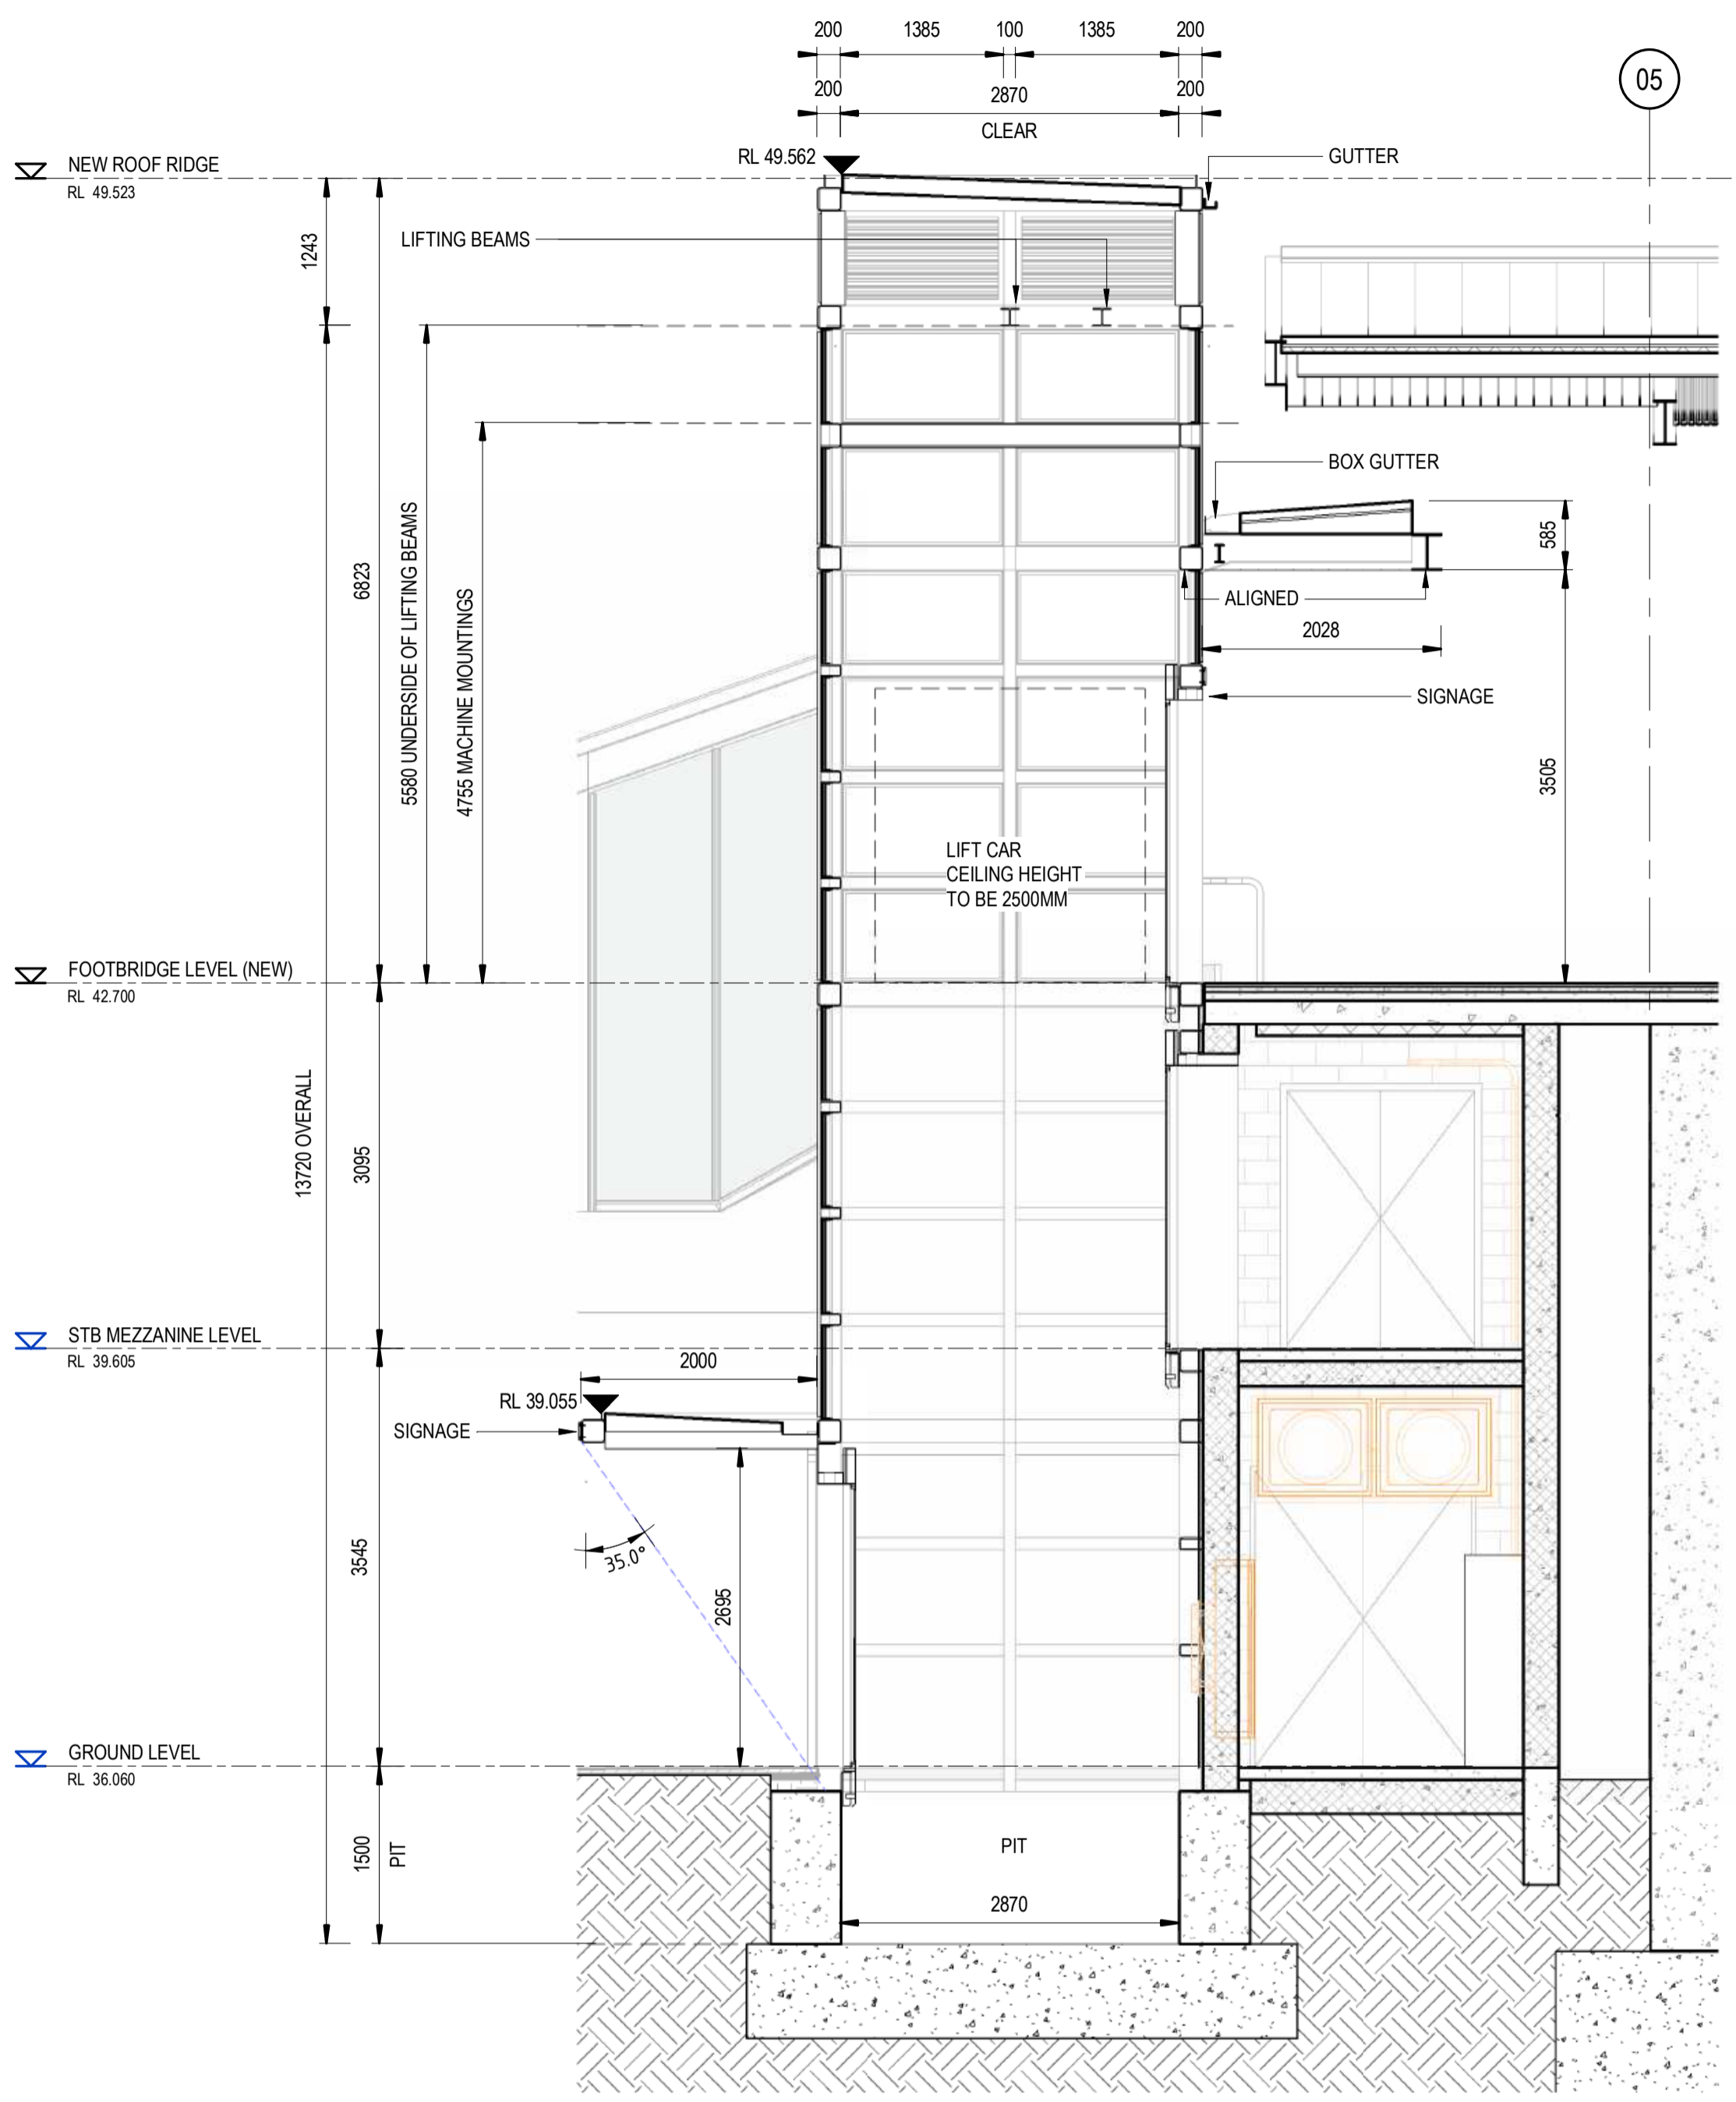 200 1385 100 1385 200
05
200 2870 200
CLEAR
RL 49.562
GUTTER
NEW ROOF RIDGE
RL 49.523
LIFTING BEAMS
1243
BOX GUTTER
585
5580 UNDERSIDE OF LIFTING BEAMS
6823
4755 MACHINE MOUNTINGS
ALIGNED
2028
SIGNAGE
3505
LIFT CAR
CEILING HEIGHT
TO BE 2500MM
FOOTBRIDGE LEVEL (NEW)
RL 42.700
13720 OVERALL
3095
STB MEZZANINE LEVEL
RL 39.605
2000
RL 39.055
SIGNAGE
3545
35.0°
2695
GROUND LEVEL
RL 36.060
1500
PIT
PIT
2870